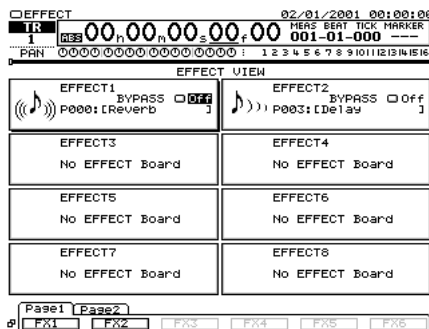 EFFECT 02/01/2001 00:00:00
TR 1 ABS 00h00m00s00f00 MEAS BEAT TICK MARKER
001-01-000 ---
PAN 0000000000000000 : 1 2 3 4 5 6 7 8 9 10 11 12 13 14 15 16
EFFECT VIEW
EFFECT1 EFFECT2
BYPASS Off BYPASS Off
P000:[Reverb ] P003:[Delay ]
EFFECT3 EFFECT4
No EFFECT Board No EFFECT Board
EFFECT5 EFFECT6
No EFFECT Board No EFFECT Board
EFFECT7 EFFECT8
No EFFECT Board No EFFECT Board
Page1 Page2
FX1 FX2 FX3 FX4 FX5 FX6